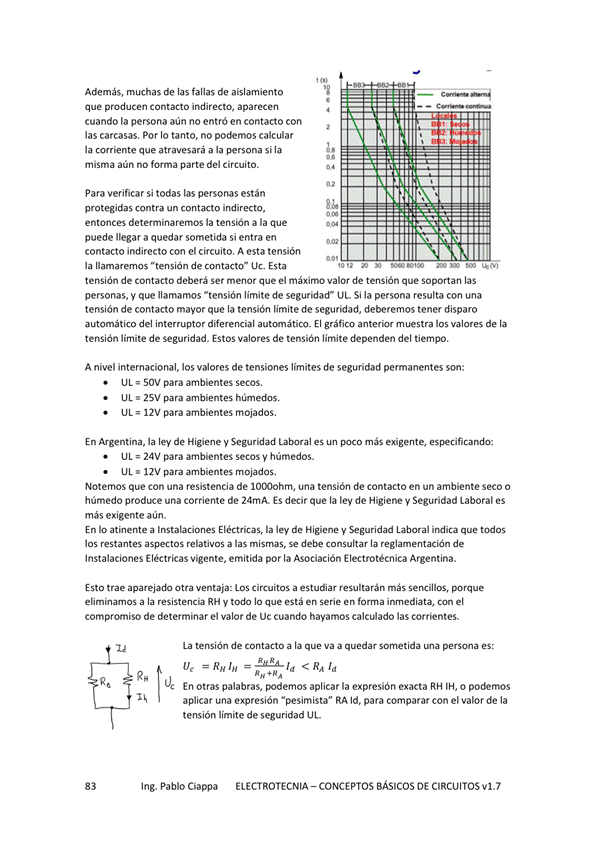 Además, muchas de las fallas de aislamiento
que producen contacto indirecto, aparecen
cuando la persona aún no entró en contacto con
las carcasas. Por lo tanto, no podemos calcular
la corriente que atravesará a la persona si la
misma aún no forma parte del circuito.
Para verificar si todas las personas están
protegidas contra un contacto indirecto,
entonces determinaremos la tensión a la que
puede llegar a quedar sometida si entra en
contacto indirecto con el circuito. A esta tensión
la llamaremos “tensión de contacto” Uc. Esta
t (s)
BB3 BB2 BB1
Corriente alterna
Corriente continua
Locales
BB1: Secos
BB2: Húmedos
BB3: Mojados
10
8
6
4
2
1
0,8
0,6
0,4
0,2
0,1
0,08
0,06
0,04
0,02
0,01
10 12 20 30 50 60 80 100 200 300 500 Uc (V)
tensión de contacto deberá ser menor que el máximo valor de tensión que soportan las
personas, y que llamamos “tensión límite de seguridad” UL. Si la persona resulta con una
tensión de contacto mayor que la tensión límite de seguridad, deberemos tener disparo
automático del interruptor diferencial automático. El gráfico anterior muestra los valores de la
tensión límite de seguridad. Estos valores de tensión límite dependen del tiempo.
A nivel internacional, los valores de tensiones límites de seguridad permanentes son:
• UL = 50V para ambientes secos.
• UL = 25V para ambientes húmedos.
• UL = 12V para ambientes mojados.
En Argentina, la ley de Higiene y Seguridad Laboral es un poco más exigente, especificando:
• UL = 24V para ambientes secos y húmedos.
• UL = 12V para ambientes mojados.
Notemos que con una resistencia de 1000ohm, una tensión de contacto en un ambiente seco o
húmedo produce una corriente de 24mA. Es decir que la ley de Higiene y Seguridad Laboral es
más exigente aún.
En lo atinente a Instalaciones Eléctricas, la ley de Higiene y Seguridad Laboral indica que todos
los restantes aspectos relativos a las mismas, se debe consultar la reglamentación de
Instalaciones Eléctricas vigente, emitida por la Asociación Electrotécnica Argentina.
Esto trae aparejado otra ventaja: Los circuitos a estudiar resultarán más sencillos, porque
eliminamos a la resistencia RH y todo lo que está en serie en forma inmediata, con el
compromiso de determinar el valor de Uc cuando hayamos calculado las corrientes.
Id
RA
RH
Ih
Uc
La tensión de contacto a la que va a quedar sometida una persona es:
U_c = R_H I_H = \frac{R_H R_A}{R_H + R_A} I_d < R_A I_d
En otras palabras, podemos aplicar la expresión exacta RH IH, o podemos
aplicar una expresión “pesimista” RA Id, para comparar con el valor de la
tensión límite de seguridad UL.
83 Ing. Pablo Ciappa ELECTROTECNIA – CONCEPTOS BÁSICOS DE CIRCUITOS v1.7